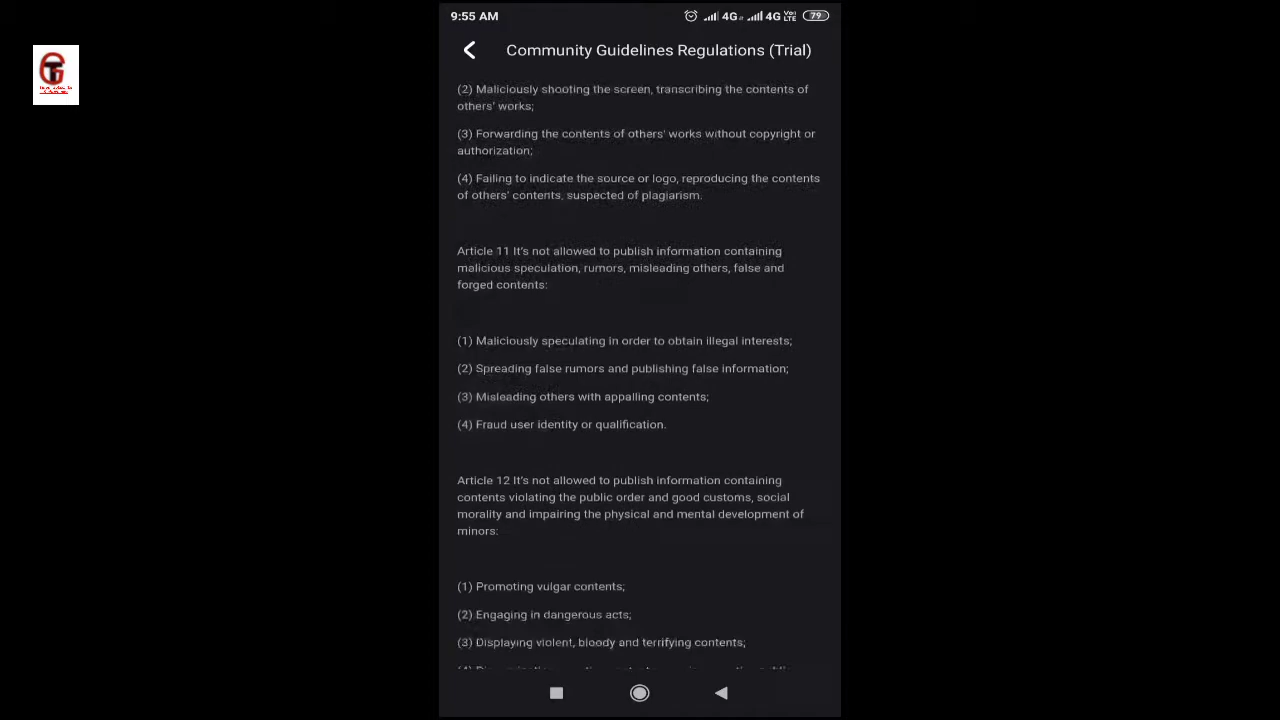 9:55 AM
4G
4G
Vo)
LTE
79
Community Guidelines Regulations (Trial)
(2) Maliciously shooting the screen, transcribing the contents of
others' works;
(3) Forwarding the contents of others' works without copyright or
authorization;
(4) Failing to indicate the source or logo, reproducing the contents
of others' contents, suspected of plagiarism.
Article 11 It's not allowed to publish information containing
malicious speculation, rumors, misleading others, false and
forged contents:
(1) Maliciously speculating in order to obtain illegal interests;
(2) Spreading false rumors and publishing false information;
(3) Misleading others with appalling contents;
(4) Fraud user identity or qualification.
Article 12 It's not allowed to publish information containing
contents violating the public order and good customs, social
morality and impairing the physical and mental development of
minors:
(1) Promoting vulgar contents;
(2) Engaging in dangerous acts;
(3) Displaying violent, bloody and terrifying contents;